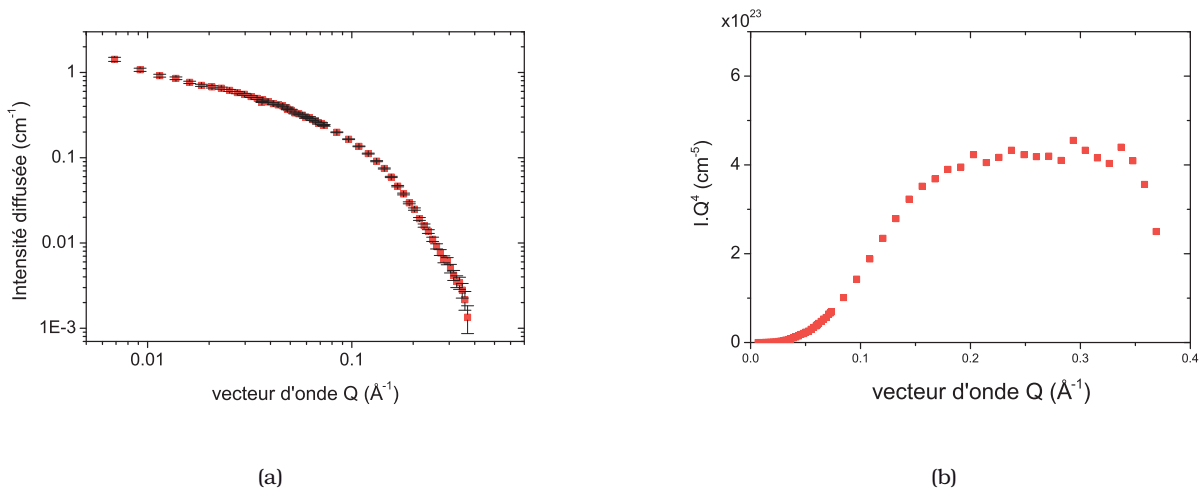 1
0.1
0.01
1E-3
0.01
0.1
Intensité diffusée (cm-1)
vecteur d'onde Q (Å-1)
(a)
x1023
6
4
2
0
0.0
0.1
0.2
0.3
0.4
I.Q4 (cm-5)
vecteur d'onde Q (Å-1)
(b)